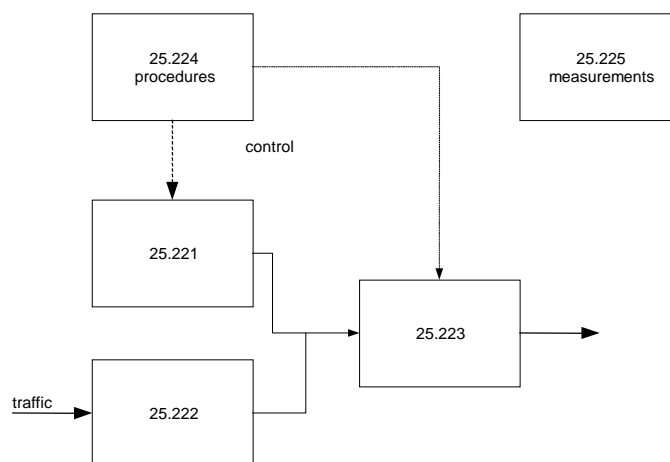 25.224
procedures
25.225
measurements
control
25.221
25.223
traffic
25.222